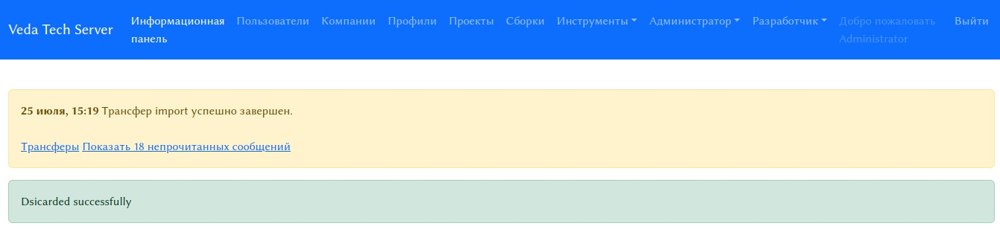 Veda Tech Server
Информационная панель
Пользователи
Компании
Профили
Проекты
Сборки
Инструменты
Администратор
Разработчик
Добро пожаловать Administrator
Выйти
25 июля, 15:19 Трансфер import успешно завершен.
Трансферы Показать 18 непрочитанных сообщений
Dsicarded successfully